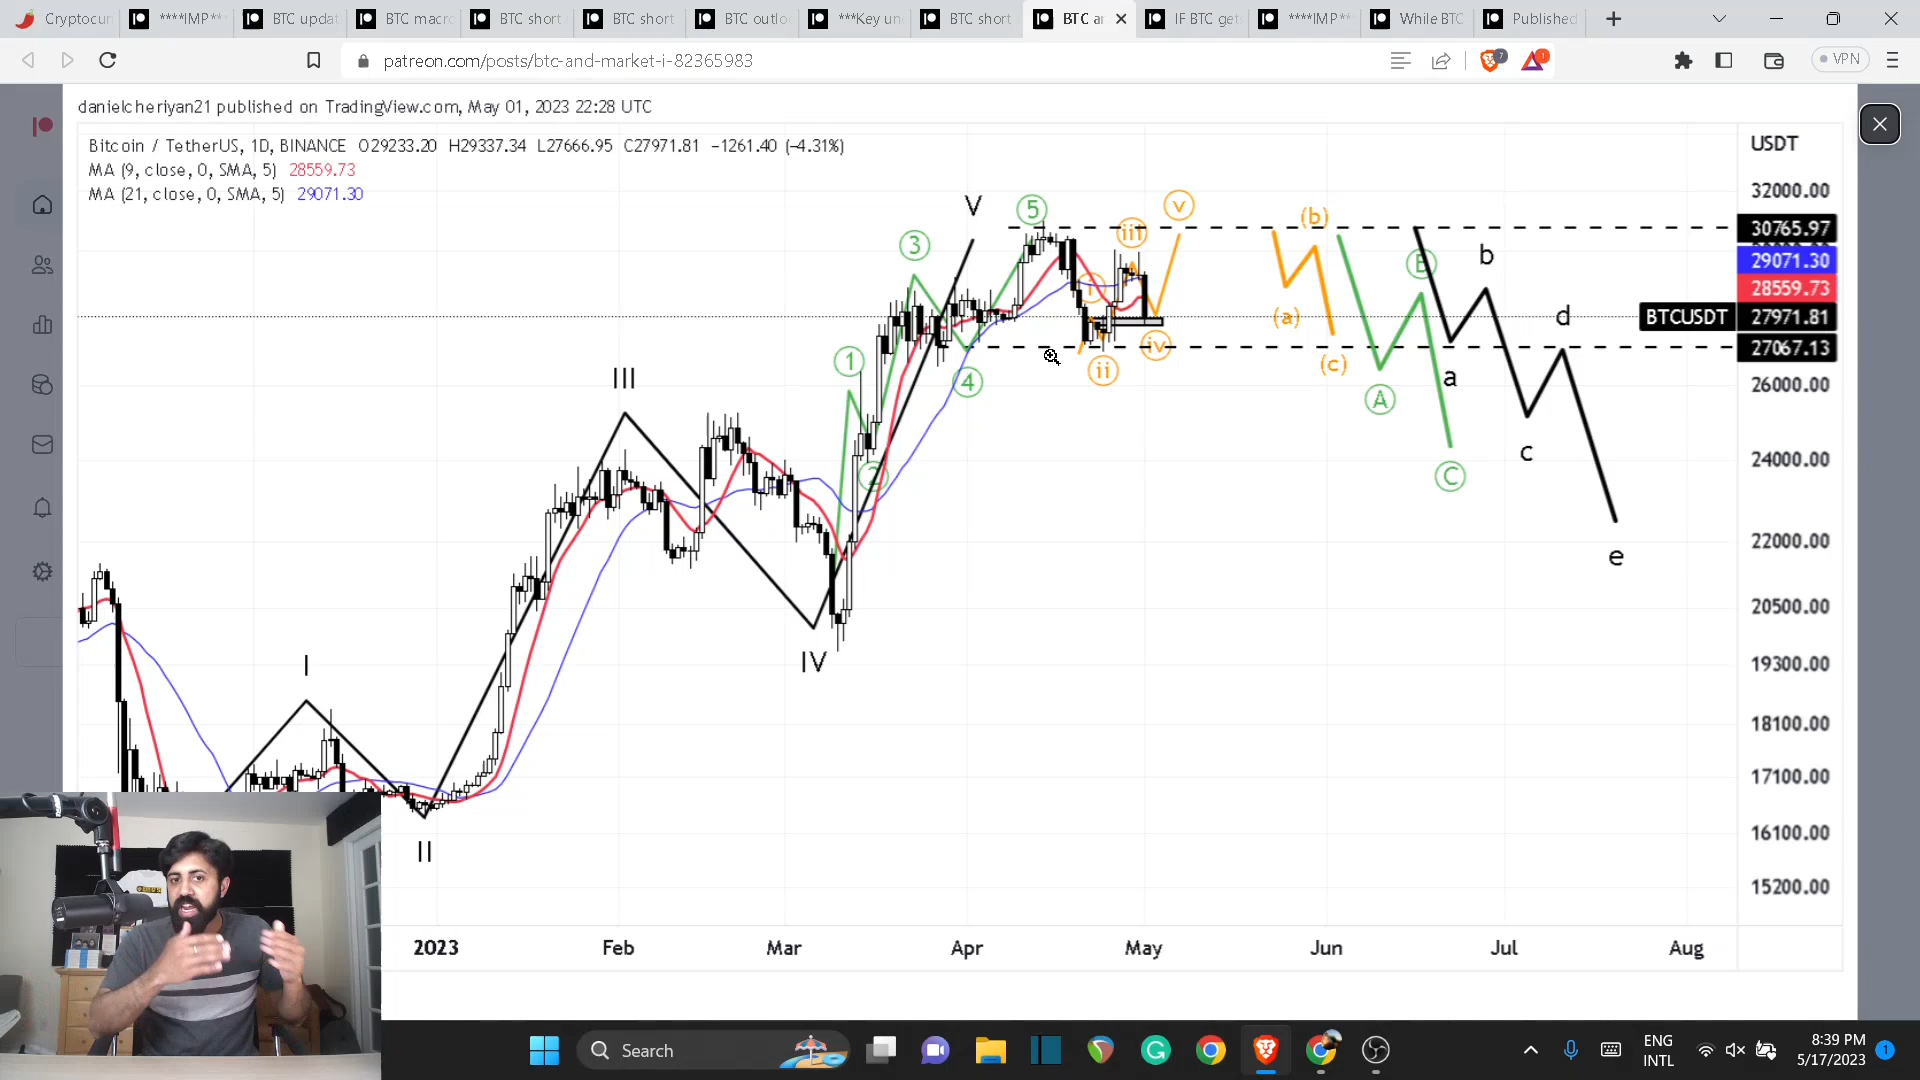 Cryptocur
****IMP***
BTC updat
BTC macro
BTC short
BTC short
BTC outlo
***Key un
BTC short
BTC a
IF BTC get
****IMP***
While BTC
Published
patreon.com/posts/btc-and-market-i-82365983
7
1
VPN
danielcheriyan21 published on TradingView.com, May 01, 2023 22:28 UTC
Bitcoin / TetherUS, 1D, BINANCE O29233.20 H29337.34 L27666.95 C27971.81 −1261.40 (−4.31%)
MA (9, close, 0, SMA, 5) 28559.73
MA (21, close, 0, SMA, 5) 29071.30
USDT
32000.00
30765.97
29071.30
28559.73
BTCUSDT 27971.81
27067.13
26000.00
24000.00
22000.00
20500.00
19300.00
18100.00
17100.00
16100.00
15200.00
I
II
III
IV
V
1
2
3
4
5
i
ii
iii
iv
v
(a)
(b)
(c)
A
B
C
a
b
c
d
e
2023 Feb Mar Apr May Jun Jul Aug
Search
ENG
INTL
8:39 PM
5/17/2023
1